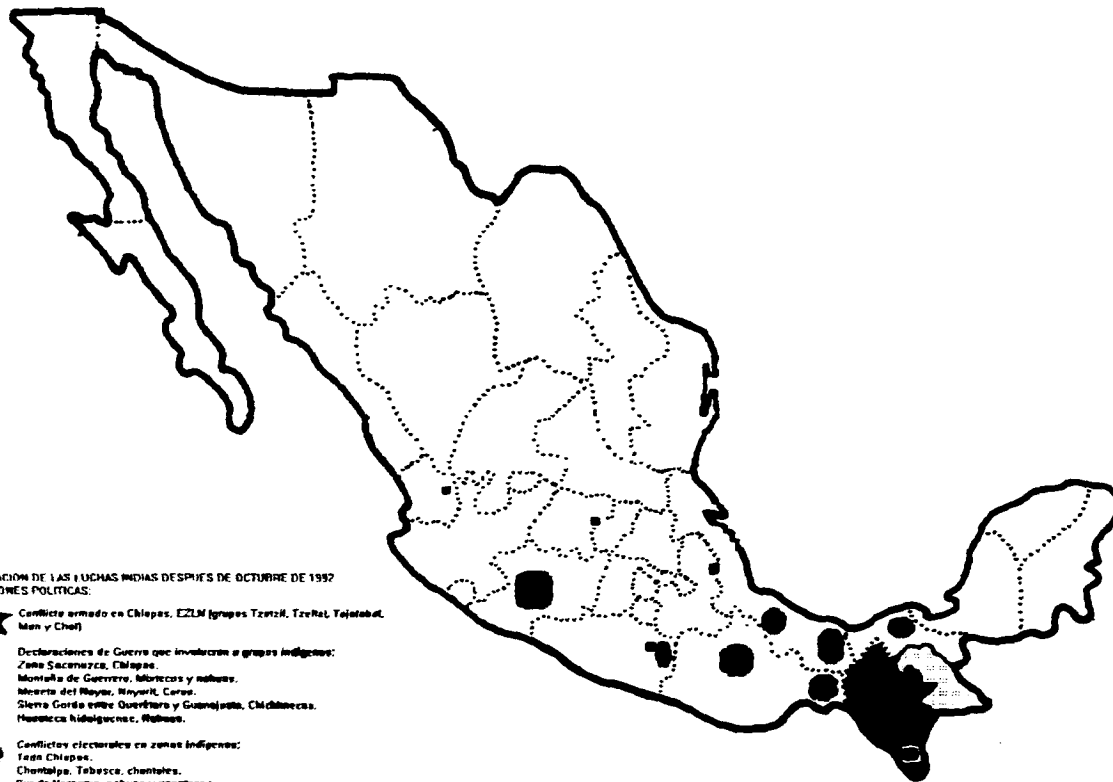 ACION DE LAS LUCHAS INDIAS DESPUES DE OCTUBRE DE 1992
ONES POLITICAS:
Conflicto armado en Chiapas, EZLN (grupos Tzotzil, Tzeltal, Tojolabal,
Mam y Chol)
Declaraciones de Guerra que involucran a grupos indígenas:
Zona Soconuzco, Chiapas.
Montaña de Guerrero, Mixtecos y nahuas.
Meseta del Nayar, Nayarit, Coras.
Sierra Gorda entre Querétaro y Guanajuato, Chichimecas.
Huasteca hidalguense, Nahuas.
Conflictos electorales en zonas indígenas:
Todo Chiapas.
Chontalpa, Tabasco, chontales.